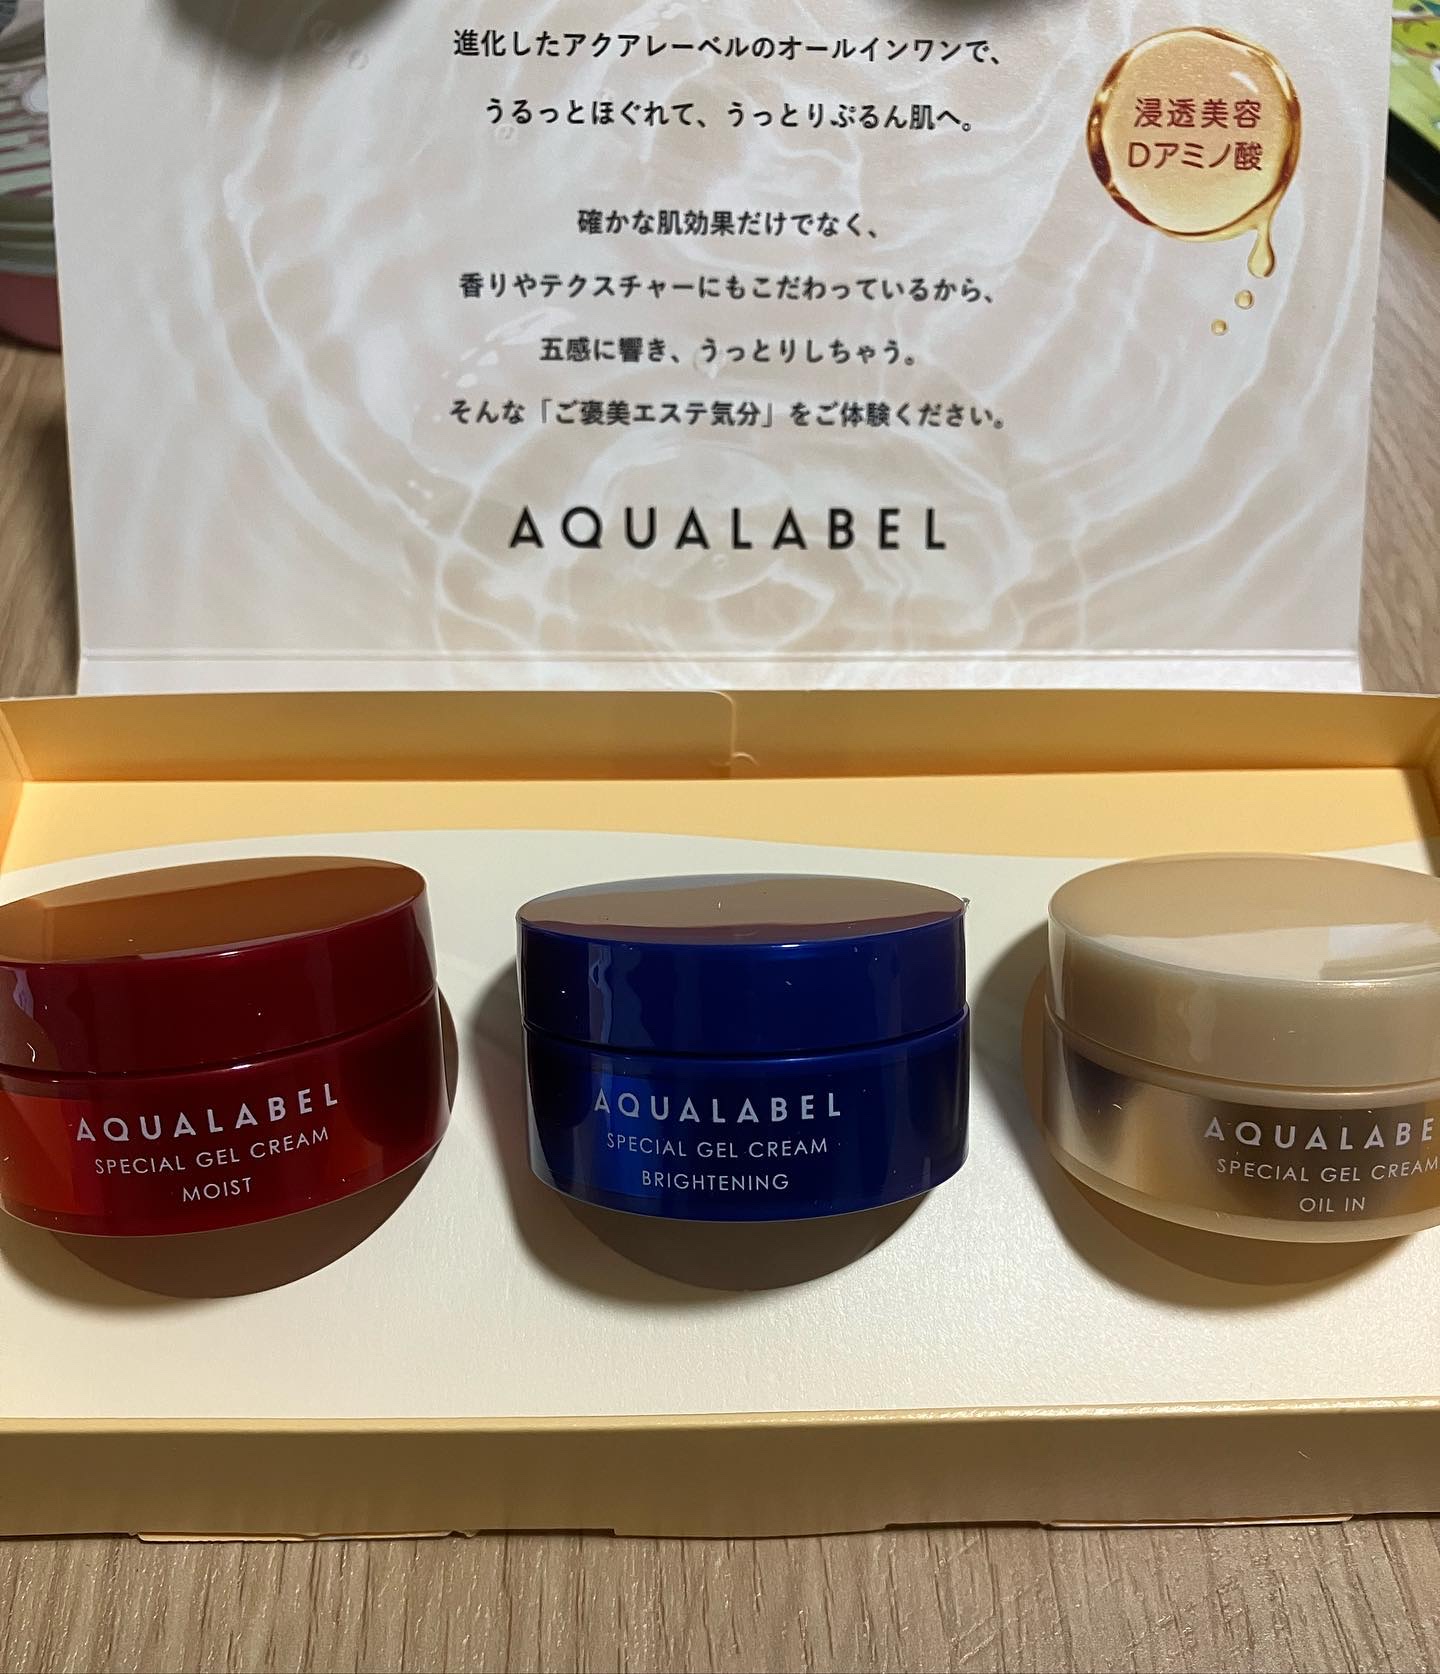 進化したアクアレーベルのオールインワンで、
うるっとほぐれて、うっとりぷるん肌へ。
浸透美容
Dアミノ酸
確かな肌効果だけでなく、
香りやテクスチャーにもこだわっているから、
五感に響き、うっとりしちゃう。
そんな「ご褒美エステ気分」をご体験ください。
AQUALABEL
AQUALABEL
SPECIAL GEL CREAM
MOIST
AQUALABEL
SPECIAL GEL CREAM
BRIGHTENING
AQUALABE
SPECIAL GEL CREAM
OIL IN